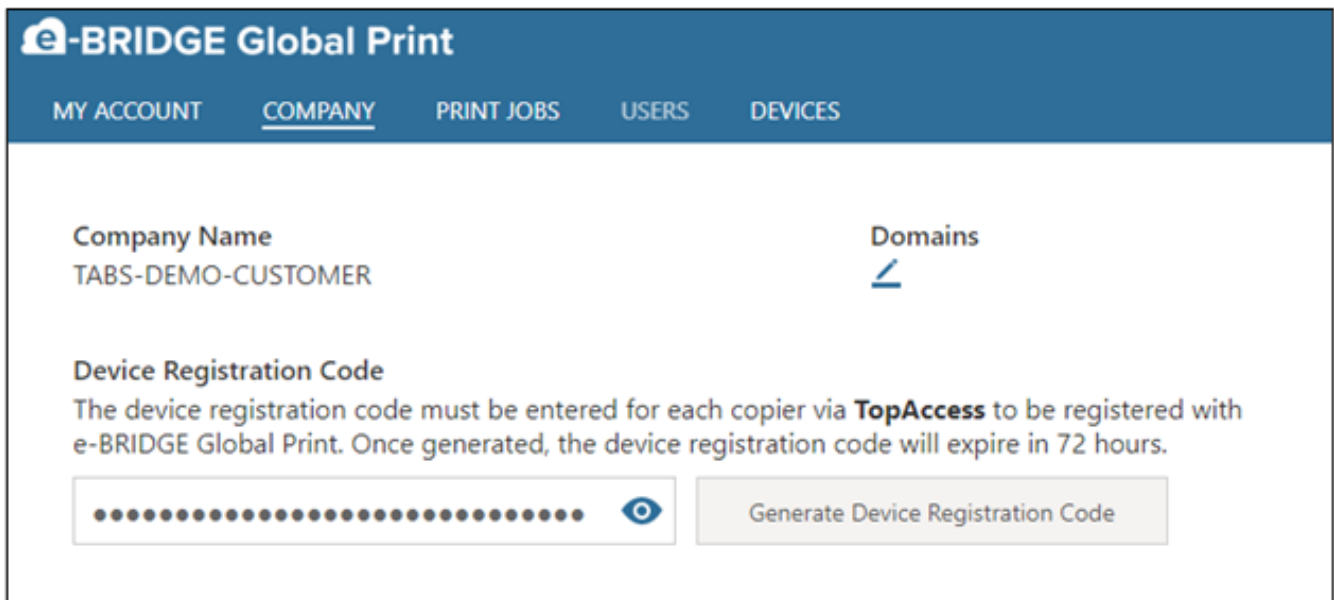 e-BRIDGE Global Print
MY ACCOUNT COMPANY PRINT JOBS USERS DEVICES
Company Name
TABS-DEMO-CUSTOMER
Domains
Device Registration Code
The device registration code must be entered for each copier via TopAccess to be registered with
e-BRIDGE Global Print. Once generated, the device registration code will expire in 72 hours.
••••••••••••••••••••••••••••••
Generate Device Registration Code